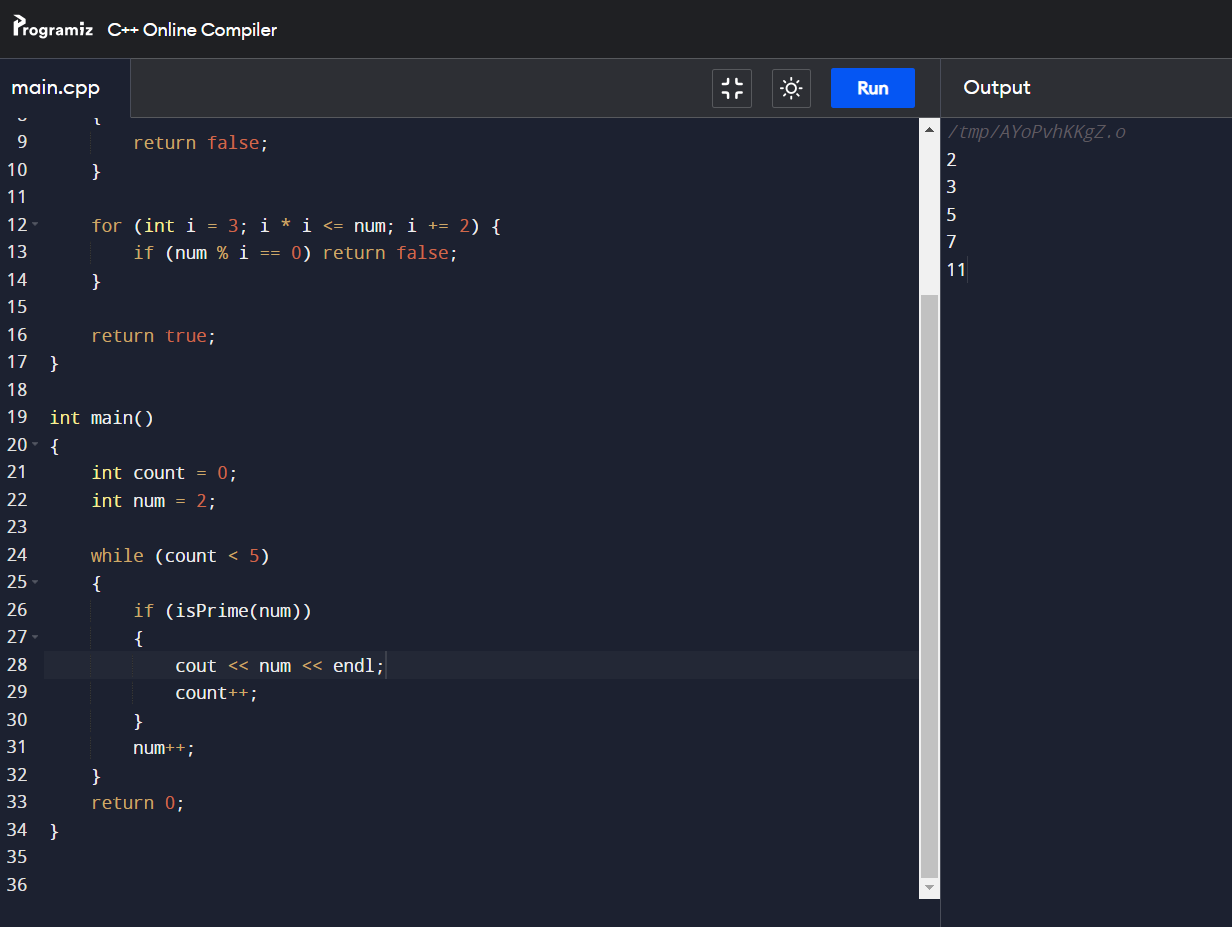 Programiz C++ Online Compiler
main.cpp
Run
Output
8 {
9 return false;
10 }
11
12 for (int i = 3; i * i <= num; i += 2) {
13 if (num % i == 0) return false;
14 }
15
16 return true;
17 }
18
19 int main()
20 {
21 int count = 0;
22 int num = 2;
23
24 while (count < 5)
25 {
26 if (isPrime(num))
27 {
28 cout << num << endl;
29 count++;
30 }
31 num++;
32 }
33 return 0;
34 }
35
36
/tmp/AYoPvhKKgZ.o
2
3
5
7
11